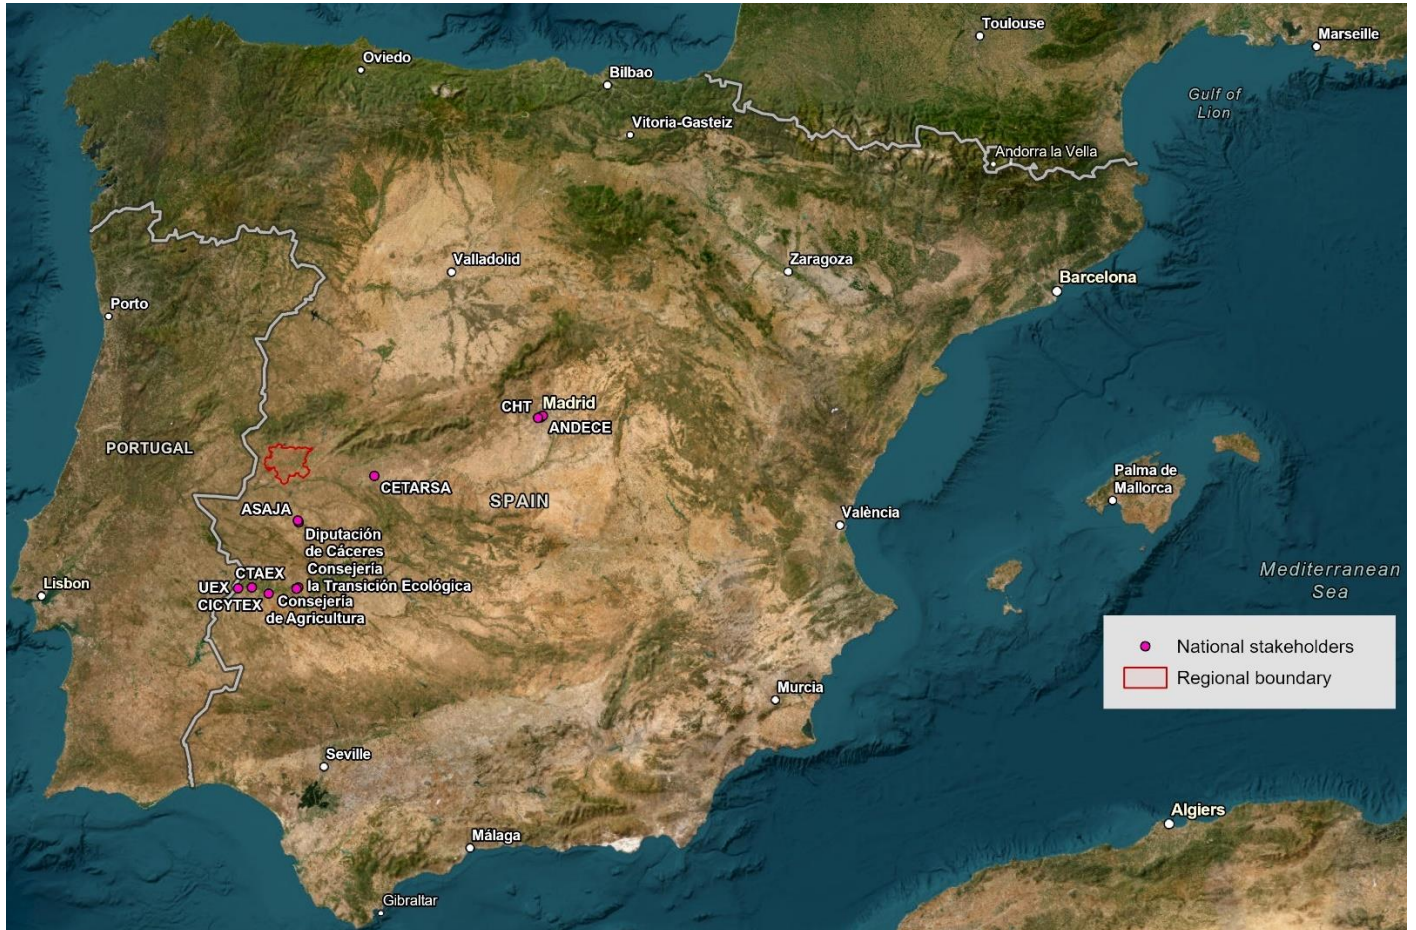 Toulouse
Marseille
Oviedo
Bilbao
Gulf of
Lion
Vitoria-Gasteiz
Andorra la Vella
Valladolid
Zaragoza
Barcelona
Porto
CHT
Madrid
ANDECE
PORTUGAL
CETARSA
SPAIN
Palma de
Mallorca
ASAJA
València
Diputación
de Cáceres
Consejería
la Transición Ecológica
CTAEX
UEX
CICYTEX
Consejería
de Agricultura
Lisbon
Mediterranean
Sea
National stakeholders
Regional boundary
Murcia
Seville
Algiers
Málaga
Gibraltar